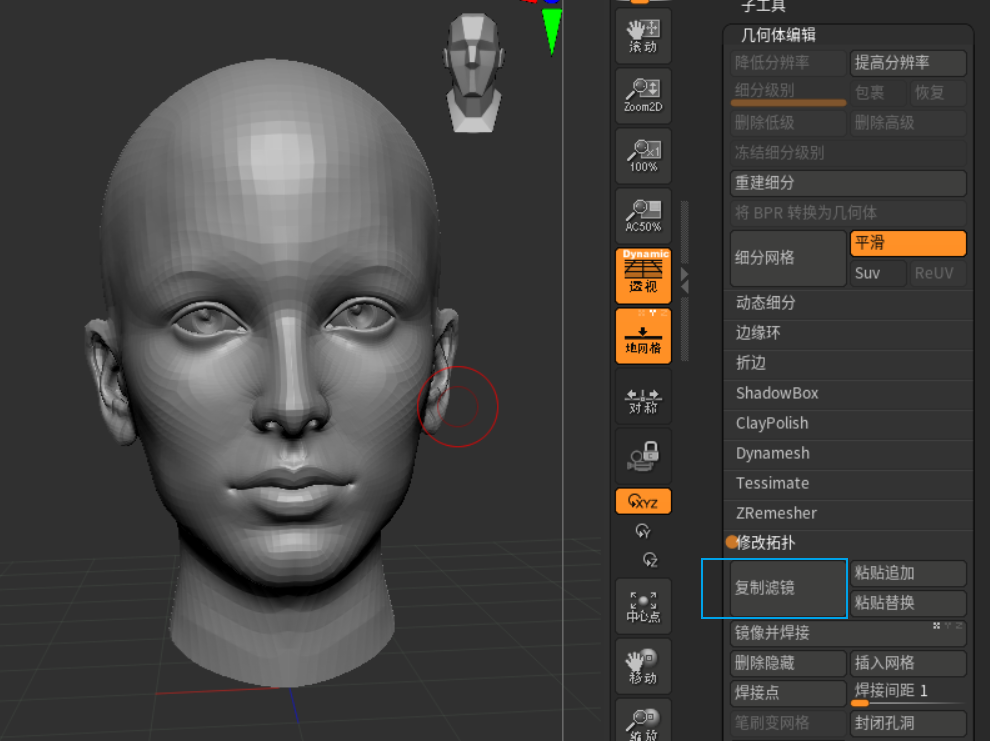 滚动
Zoom2D
x1
100%
AC50%
Dynamic
透视
X Y Z
地网格
对称
XYZ
Y
Z
中心点
移动
缩放
子工具
几何体编辑
降低分辨率 提高分辨率
细分级别 包裹 恢复
删除低级 删除高级
冻结细分级别
重建细分
将 BPR 转换为几何体
细分网格 平滑
Suv ReUV
动态细分
边缘环
折边
ShadowBox
ClayPolish
Dynamesh
Tessimate
ZRemesher
修改拓扑
复制滤镜 粘贴追加
粘贴替换
镜像并焊接 X Y Z
删除隐藏 插入网格
焊接点 焊接间距 1
笔刷变网格 封闭孔洞